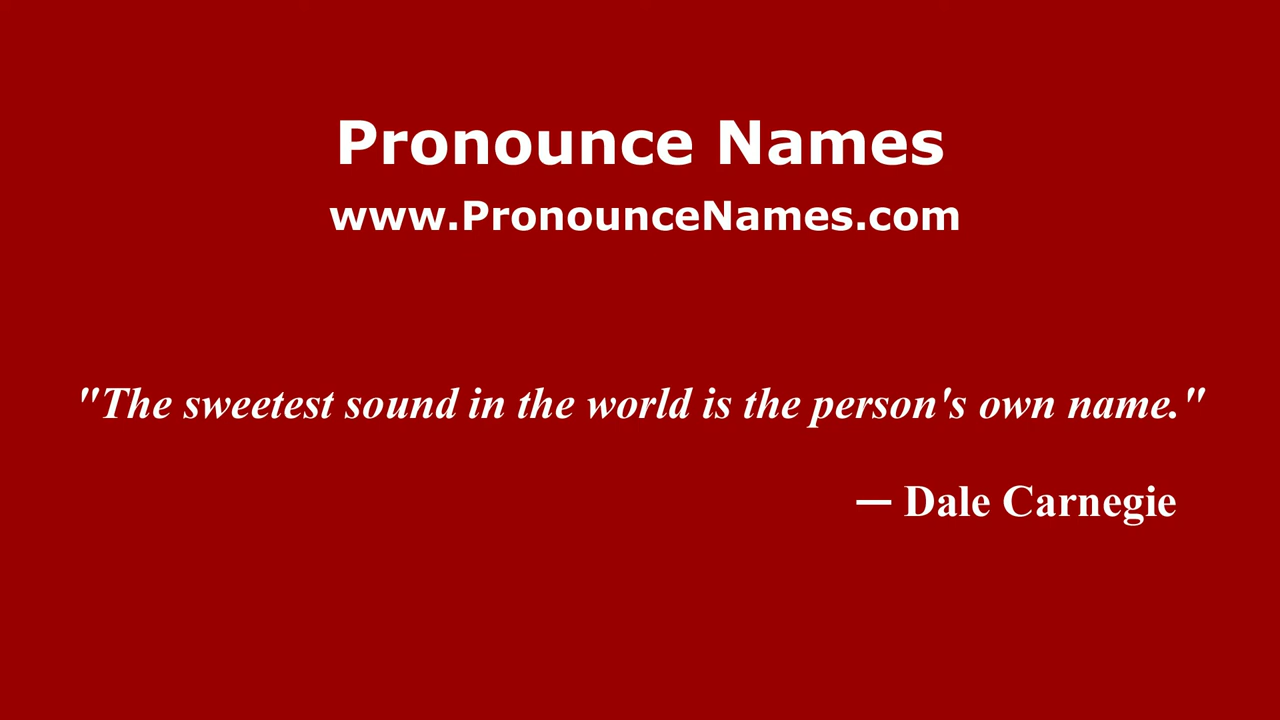 Pronounce Names
www.PronounceNames.com
"The sweetest sound in the world is the person's own name."
— Dale Carnegie